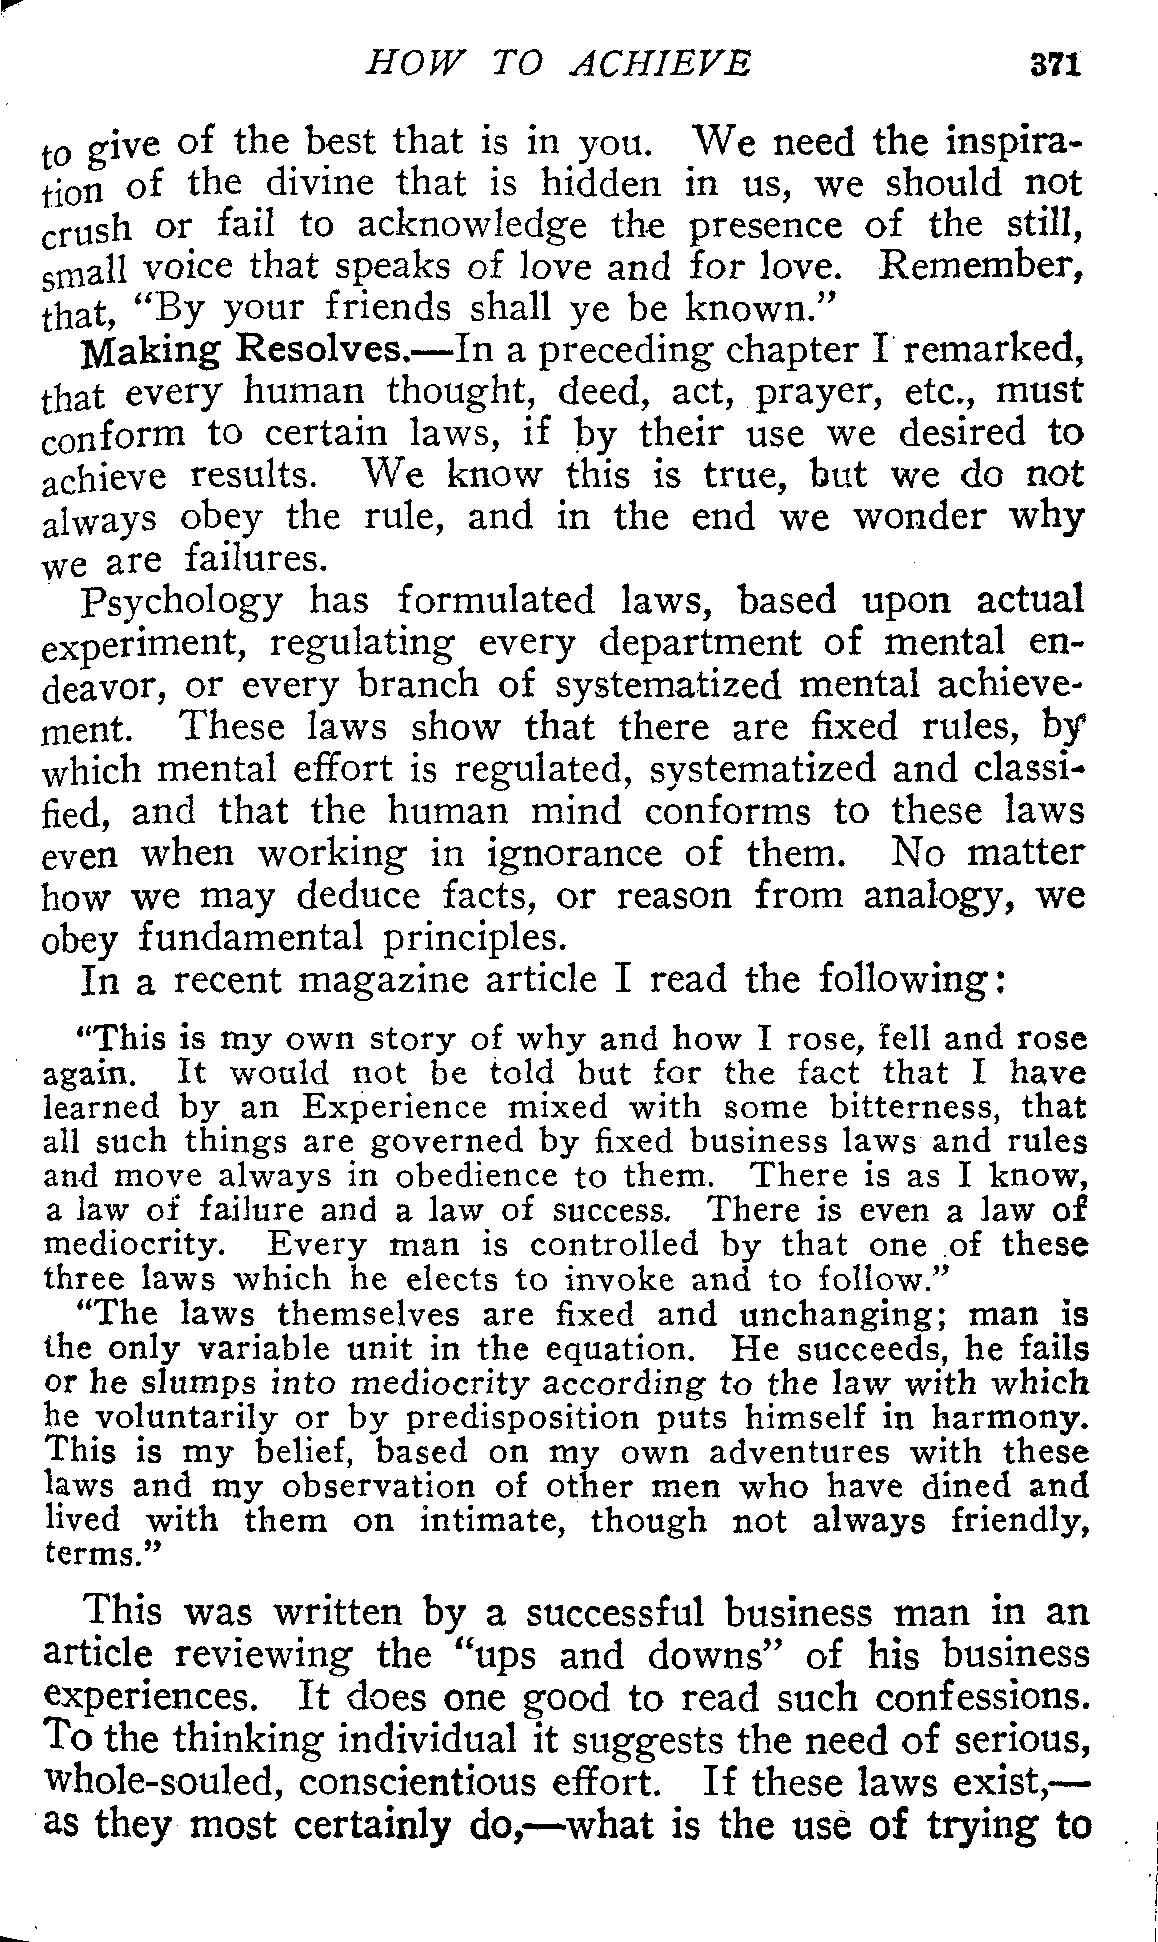 HOW TO ACHIEVE 371
to give of the best that is in you. We need the inspira-
tion of the divine that is hidden in us, we should not
crush or fail to acknowledge the presence of the still,
small voice that speaks of love and for love. Remember,
that, "By your friends shall ye be known."
Making Resolves.—In a preceding chapter I remarked,
that every human thought, deed, act, prayer, etc., must
conform to certain laws, if by their use we desired to
achieve results. We know this is true, but we do not
always obey the rule, and in the end we wonder why
we are failures.
Psychology has formulated laws, based upon actual
experiment, regulating every department of mental en-
deavor, or every branch of systematized mental achieve-
ment. These laws show that there are fixed rules, by
which mental effort is regulated, systematized and classi-
fied, and that the human mind conforms to these laws
even when working in ignorance of them. No matter
how we may deduce facts, or reason from analogy, we
obey fundamental principles.
In a recent magazine article I read the following:
"This is my own story of why and how I rose, fell and rose
again. It would not be told but for the fact that I have
learned by an Experience mixed with some bitterness, that
all such things are governed by fixed business laws and rules
and move always in obedience to them. There is as I know,
a law of failure and a law of success. There is even a law of
mediocrity. Every man is controlled by that one of these
three laws which he elects to invoke and to follow."
"The laws themselves are fixed and unchanging; man is
the only variable unit in the equation. He succeeds, he fails
or he slumps into mediocrity according to the law with which
he voluntarily or by predisposition puts himself in harmony.
This is my belief, based on my own adventures with these
laws and my observation of other men who have dined and
lived with them on intimate, though not always friendly,
terms."
This was written by a successful business man in an
article reviewing the "ups and downs" of his business
experiences. It does one good to read such confessions.
To the thinking individual it suggests the need of serious,
whole-souled, conscientious effort. If these laws exist,—
as they most certainly do,—what is the use of trying to